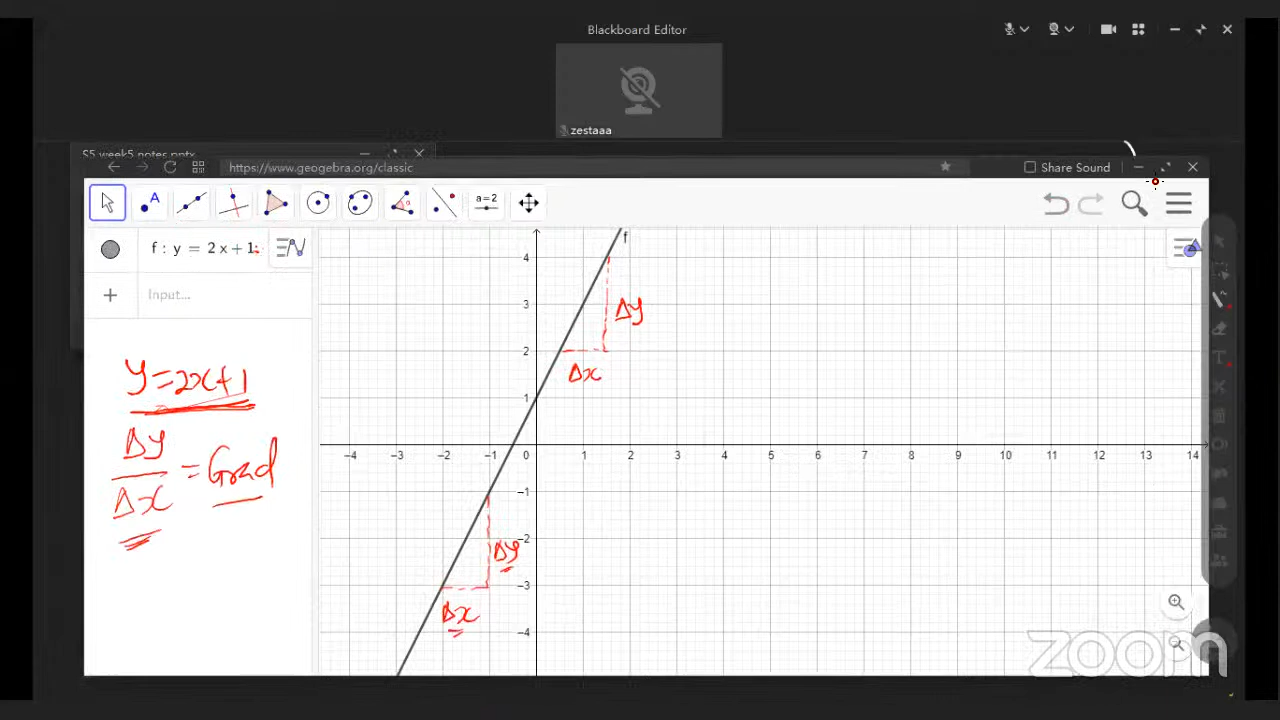 Blackboard Editor
zestaaa
S5 week5 notes.pptx
https://www.geogebra.org/classic
Share Sound
A
a=2
f : y = 2 x + 1;
Input...
f
4
3
2
1
−4 −3 −2 −1 0 1 2 3 4 5 6 7 8 9 10 11 12 13 14
−1
−2
−3
−4
Δy
Δx
y=2x+1
Δy
Δx
= Grad
Δy
Δx
T
zoom